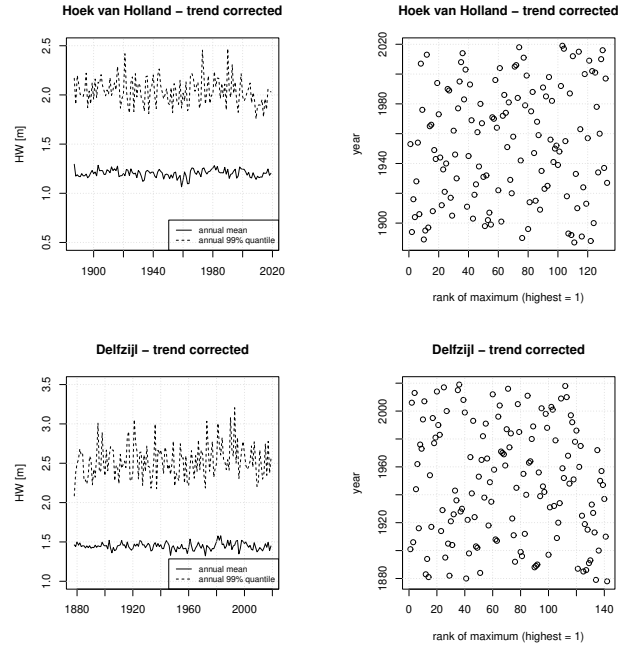 Hoek van Holland − trend corrected
HW [m]
0.5 1.0 1.5 2.0 2.5
annual mean
annual 99% quantile
1900 1940 1980 2020
Hoek van Holland − trend corrected
year
1900 1940 1980 2020
0 20 40 60 80 100 120
rank of maximum (highest = 1)
Delfzijl − trend corrected
HW [m]
1.0 1.5 2.0 2.5 3.0 3.5
annual mean
annual 99% quantile
1880 1920 1960 2000
Delfzijl − trend corrected
year
1880 1920 1960 2000
0 20 40 60 80 100 140
rank of maximum (highest = 1)